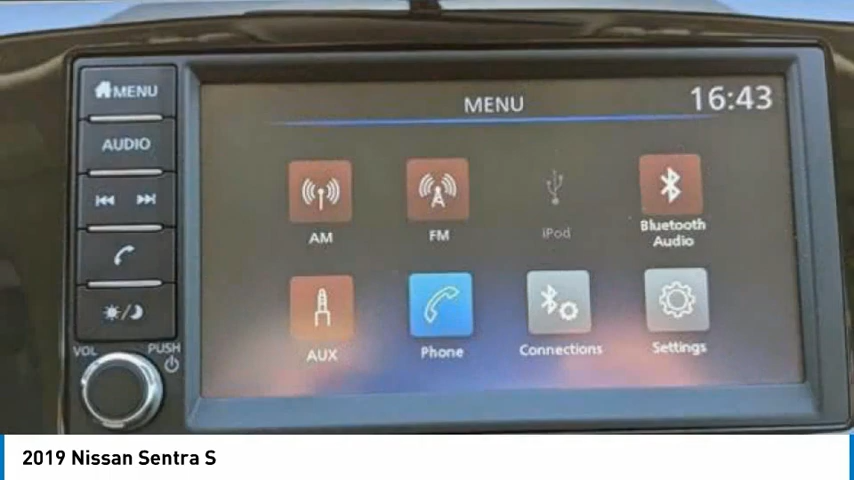 MENU
MENU
16:43
AUDIO
AM
FM
iPod
Bluetooth
Audio
AUX
Phone
Connections
Settings
VOL
PUSH
2019 Nissan Sentra S